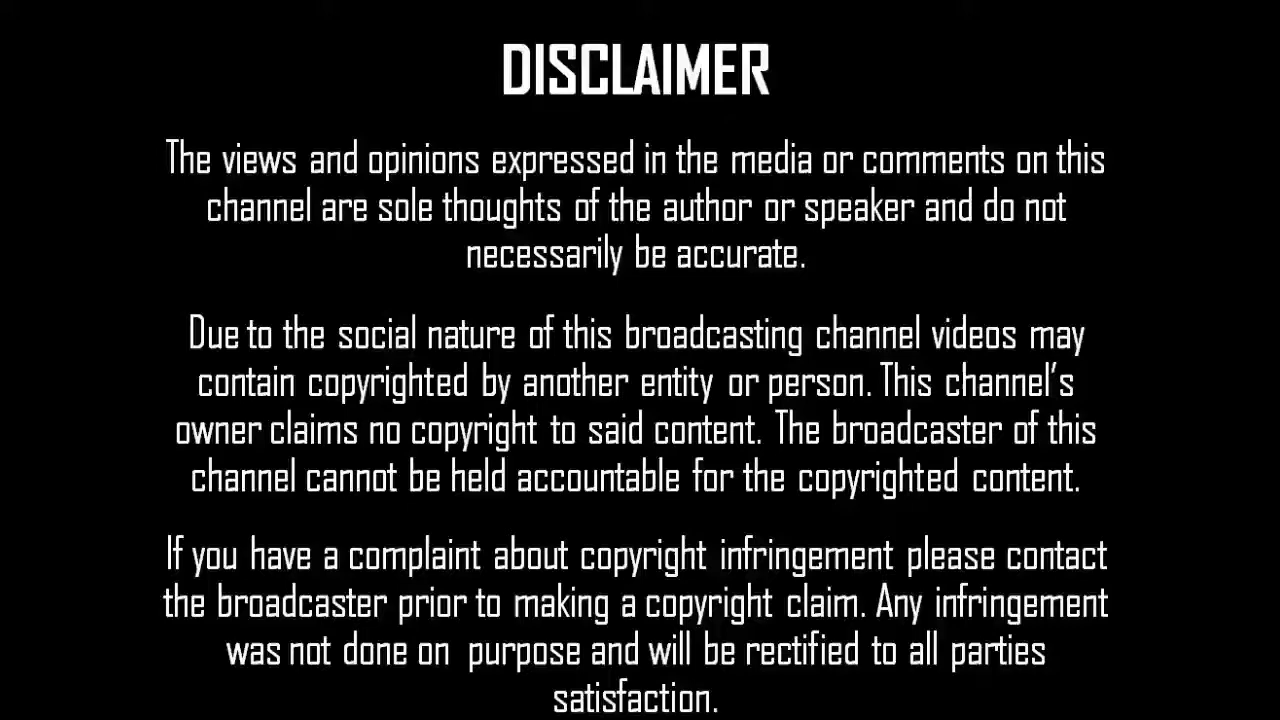 DISCLAIMER
The views and opinions expressed in the media or comments on this
channel are sole thoughts of the author or speaker and do not
necessarily be accurate.
Due to the social nature of this broadcasting channel videos may
contain copyrighted by another entity or person. This channel's
owner claims no copyright to said content. The broadcaster of this
channel cannot be held accountable for the copyrighted content.
If you have a complaint about copyright infringement please contact
the broadcaster prior to making a copyright claim. Any infringement
was not done on purpose and will be rectified to all parties
satisfaction.